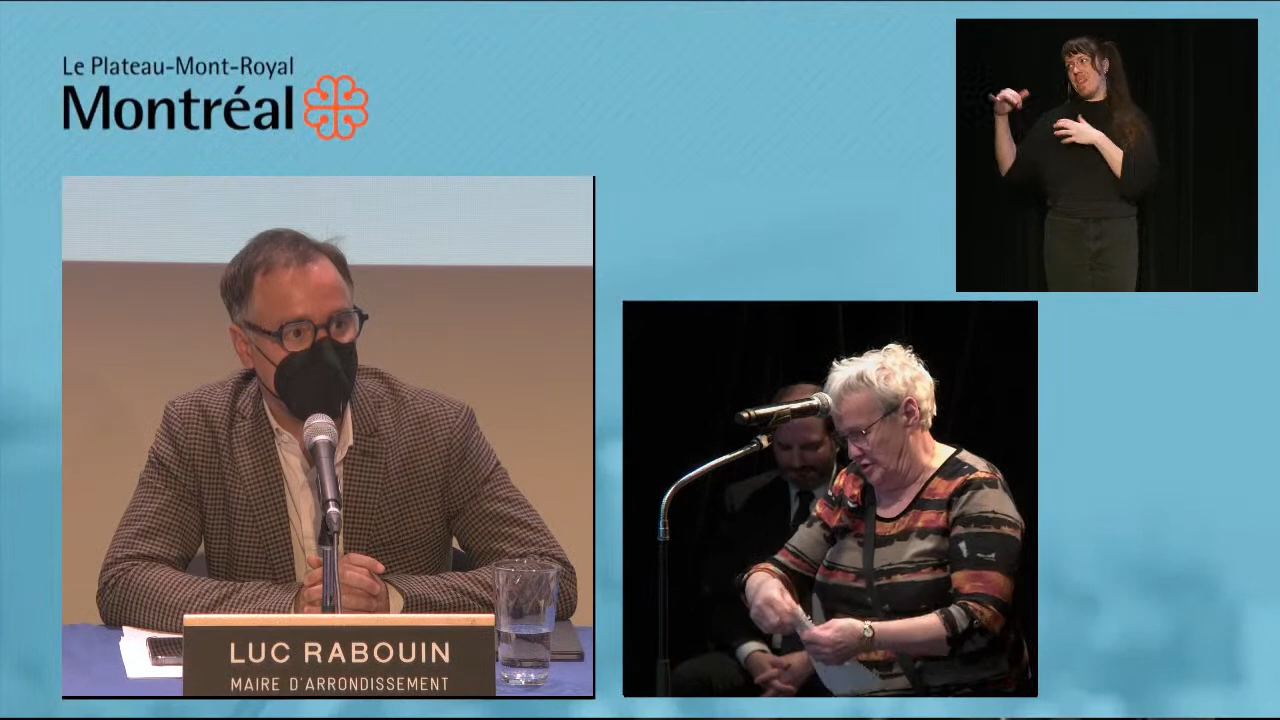 Le Plateau-Mont-Royal
Montréal
LUC RABOUIN
MAIRE D'ARRONDISSEMENT